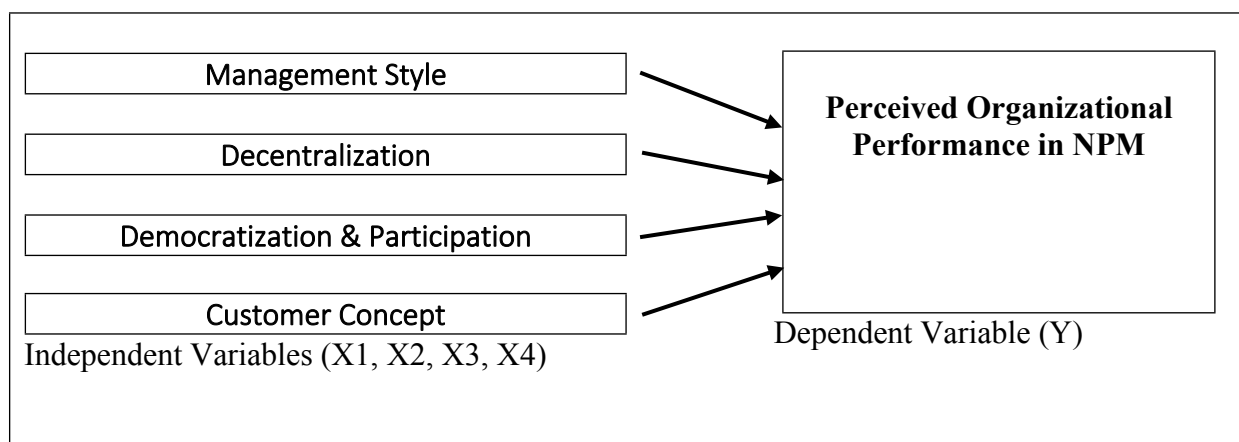 Management Style
Decentralization
Democratization & Participation
Customer Concept
Independent Variables (X1, X2, X3, X4)
Perceived Organizational
Performance in NPM
Dependent Variable (Y)